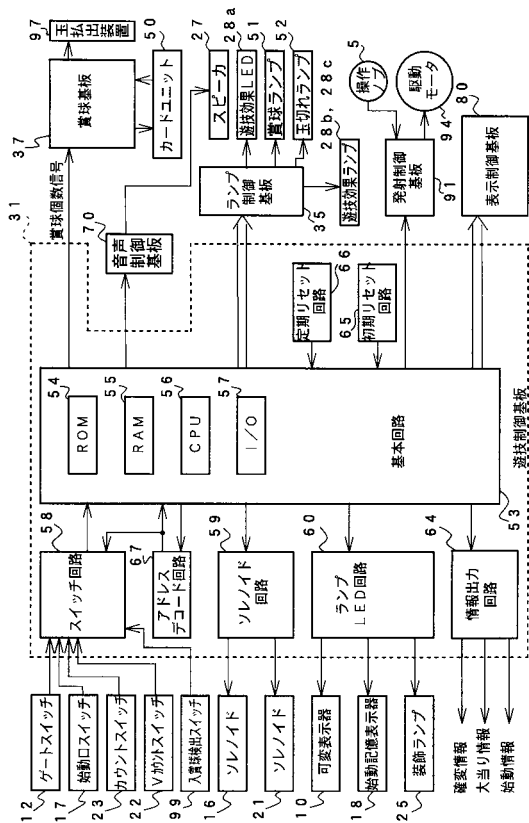 12
ゲートスイッチ
17
始動口スイッチ
23
カウントスイッチ
22
Vカウントスイッチ
99
入賞球検出スイッチ
16
ソレノイド
21
ソレノイド
10
可変表示器
18
始動記憶表示器
25
装飾ランプ
確変情報
大当り情報
始動情報
58
スイッチ回路
67
アドレス
デコード回路
59
ソレノイド
回路
60
ランプ
LED回路
64
情報出力
回路
54
ROM
55
RAM
56
CPU
57
I/O
基本回路
53
遊技制御基板
31
賞球個数信号
70
音声
制御
基板
66
定期リセット
回路
65
初期リセット
回路
37
賞球基板
97
玉払出装置
50
カードユニット
27
スピーカ
28a
遊技効果LED
51
賞球ランプ
52
玉切れランプ
ランプ
制御
基板
35
28b, 28c
遊技効果ランプ
5
操作
ノブ
発射制御
基板
91
駆動
モータ
94
80
表示制御基板